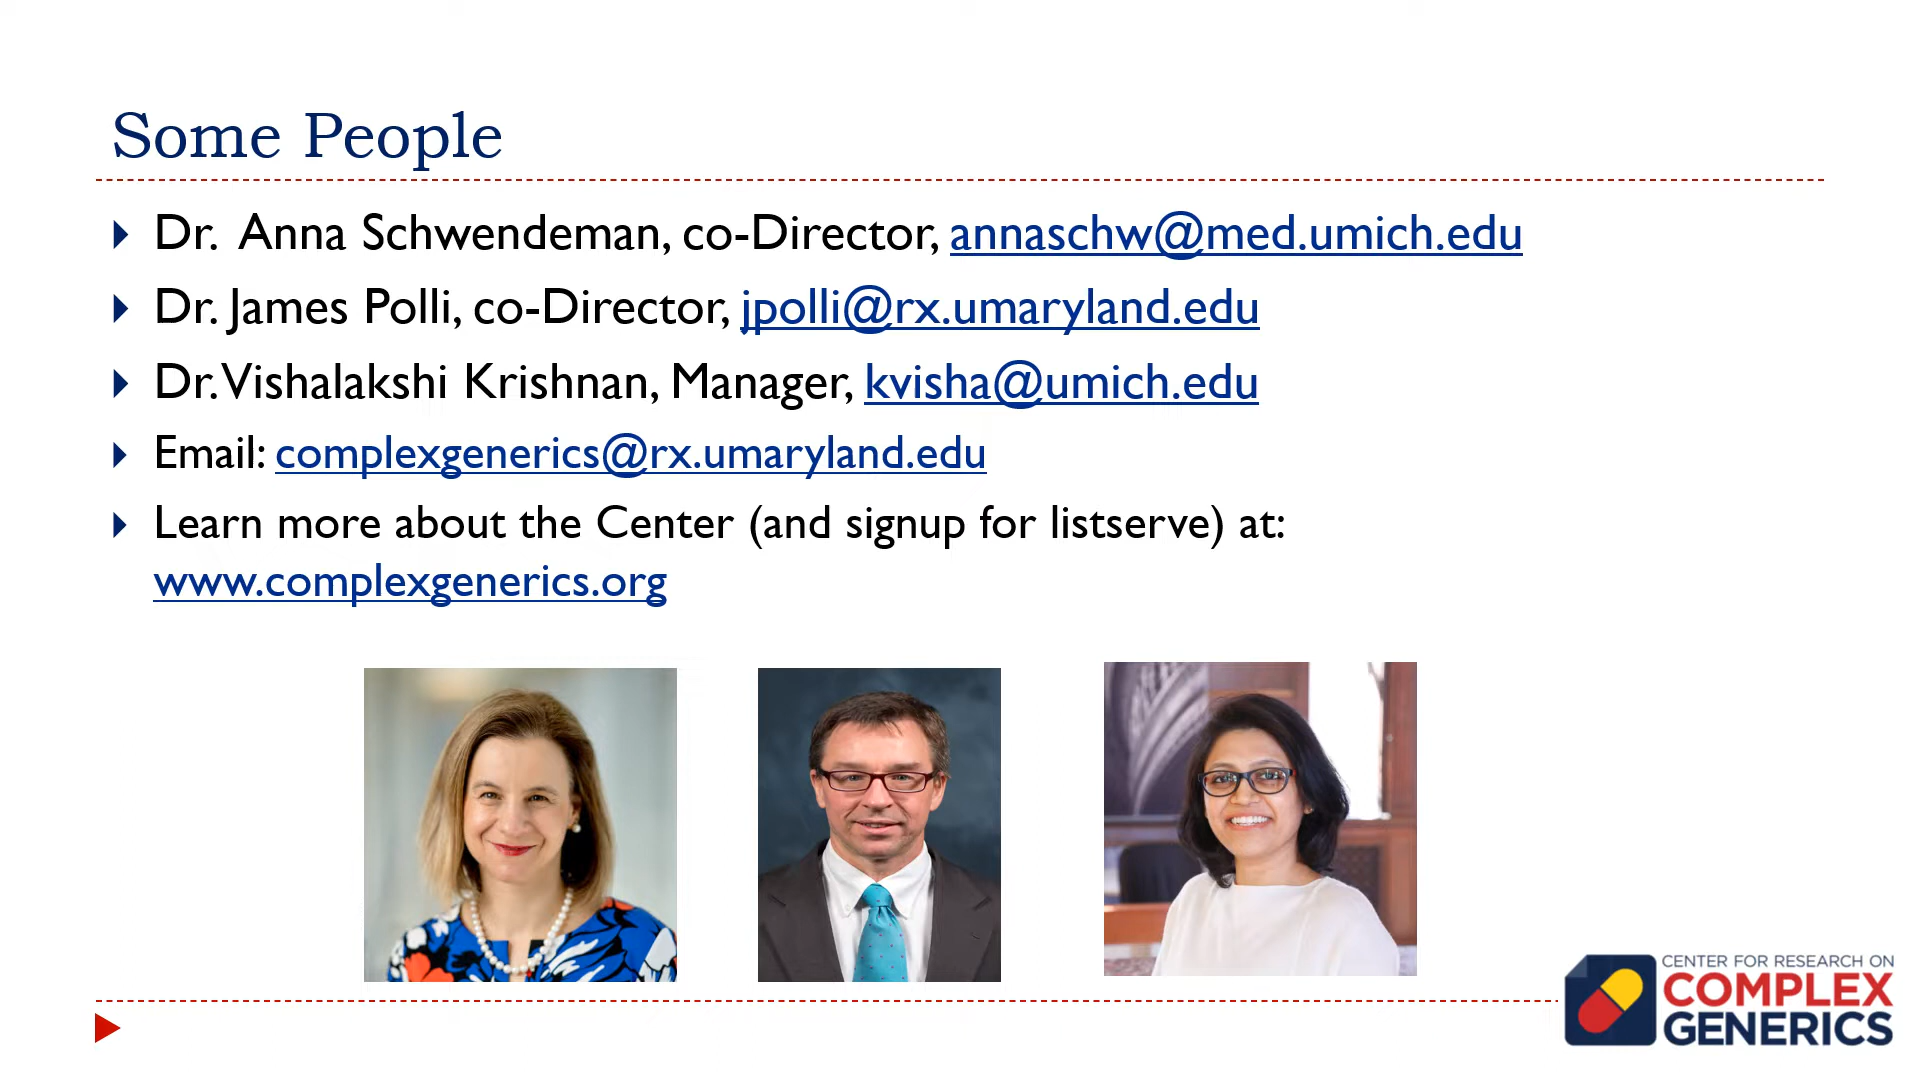 Some People
Dr. Anna Schwendeman, co-Director, annaschw@med.umich.edu
Dr. James Polli, co-Director, jpolli@rx.umaryland.edu
Dr. Vishalakshi Krishnan, Manager, kvisha@umich.edu
Email: complexgenerics@rx.umaryland.edu
Learn more about the Center (and signup for listserve) at:
www.complexgenerics.org
CENTER FOR RESEARCH ON
COMPLEX
GENERICS